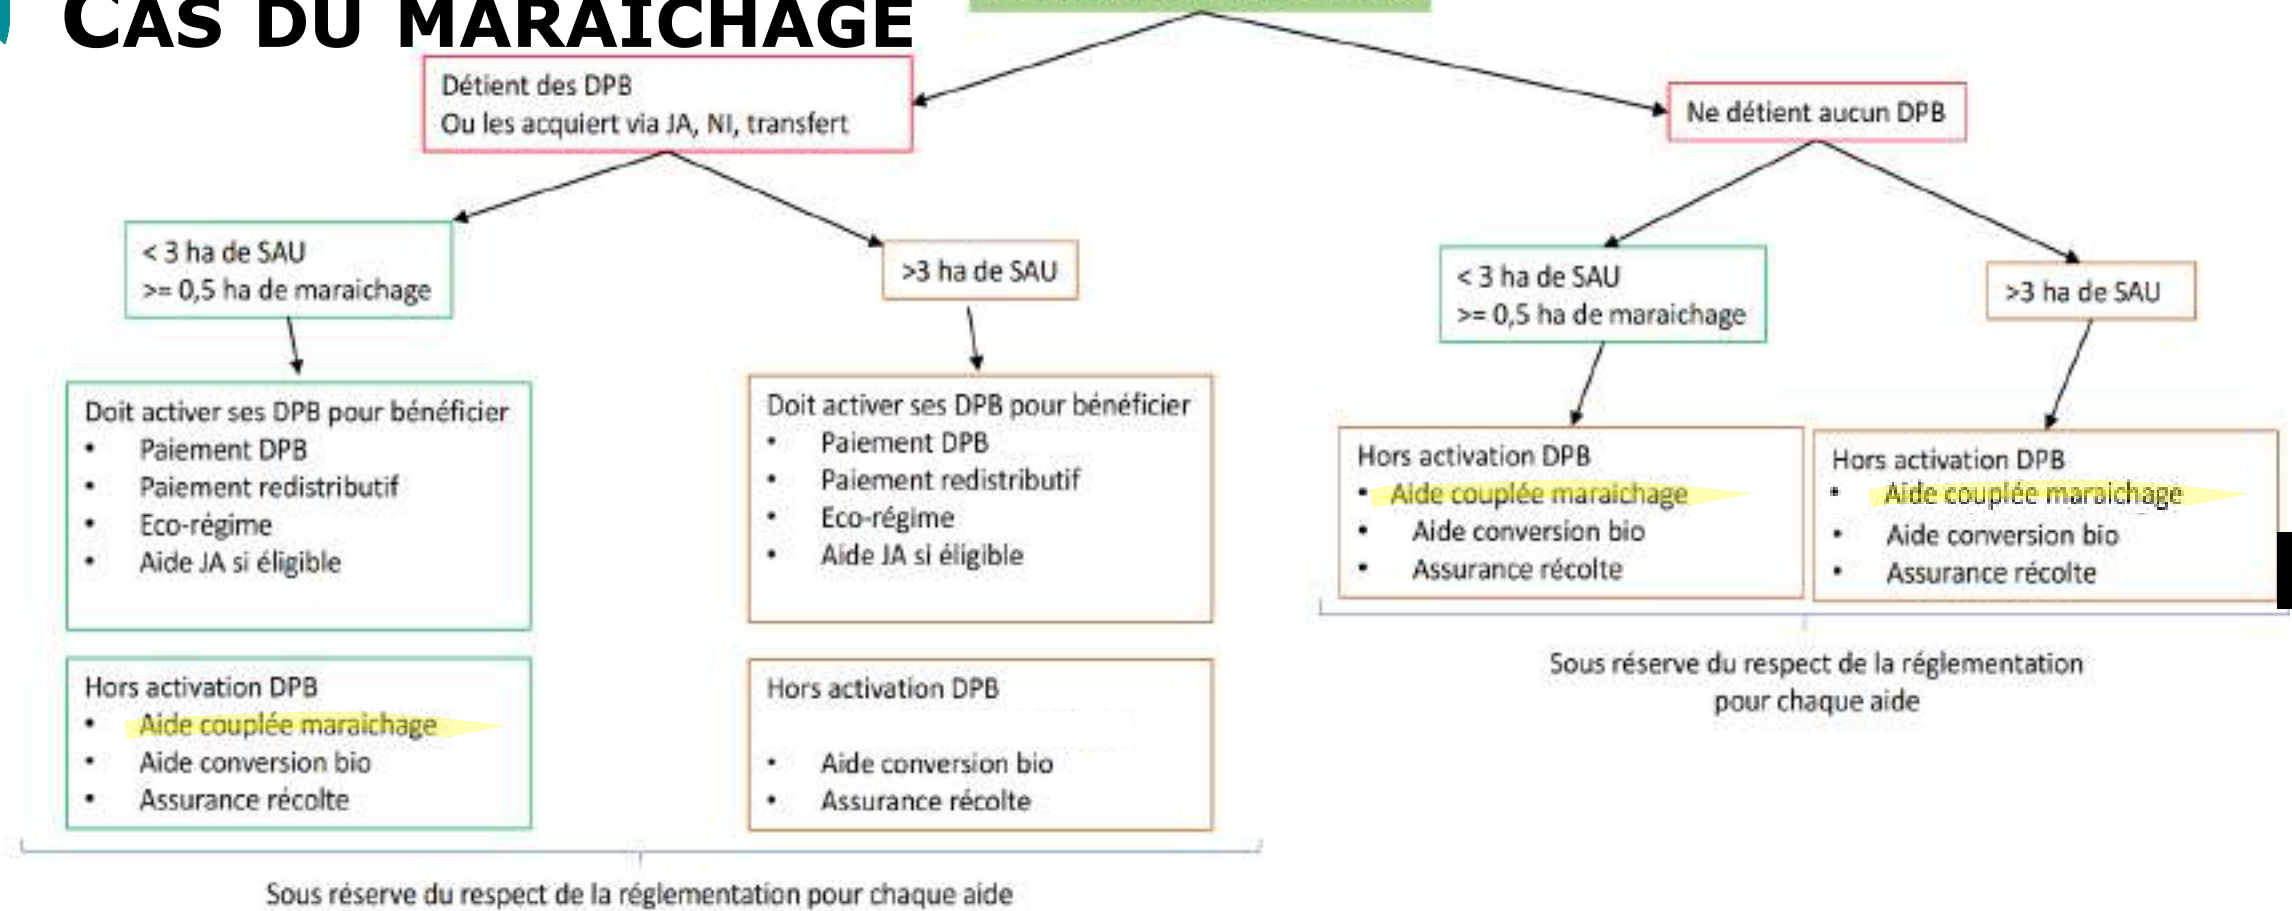 CAS DU MARAICHAGE
Détient des DPB
Ou les acquiert via JA, NI, transfert
Ne détient aucun DPB
< 3 ha de SAU
>= 0,5 ha de maraichage
>3 ha de SAU
< 3 ha de SAU
>= 0,5 ha de maraichage
>3 ha de SAU
Doit activer ses DPB pour bénéficier
• Paiement DPB
• Paiement redistributif
• Eco-régime
• Aide JA si éligible
Doit activer ses DPB pour bénéficier
• Paiement DPB
• Paiement redistributif
• Eco-régime
• Aide JA si éligible
Hors activation DPB
• Aide couplée maraichage
• Aide conversion bio
• Assurance récolte
Hors activation DPB
• Aide couplée maraichage
• Aide conversion bio
• Assurance récolte
Hors activation DPB
• Aide couplée maraichage
• Aide conversion bio
• Assurance récolte
Hors activation DPB
• Aide conversion bio
• Assurance récolte
Sous réserve du respect de la réglementation
pour chaque aide
Sous réserve du respect de la réglementation pour chaque aide